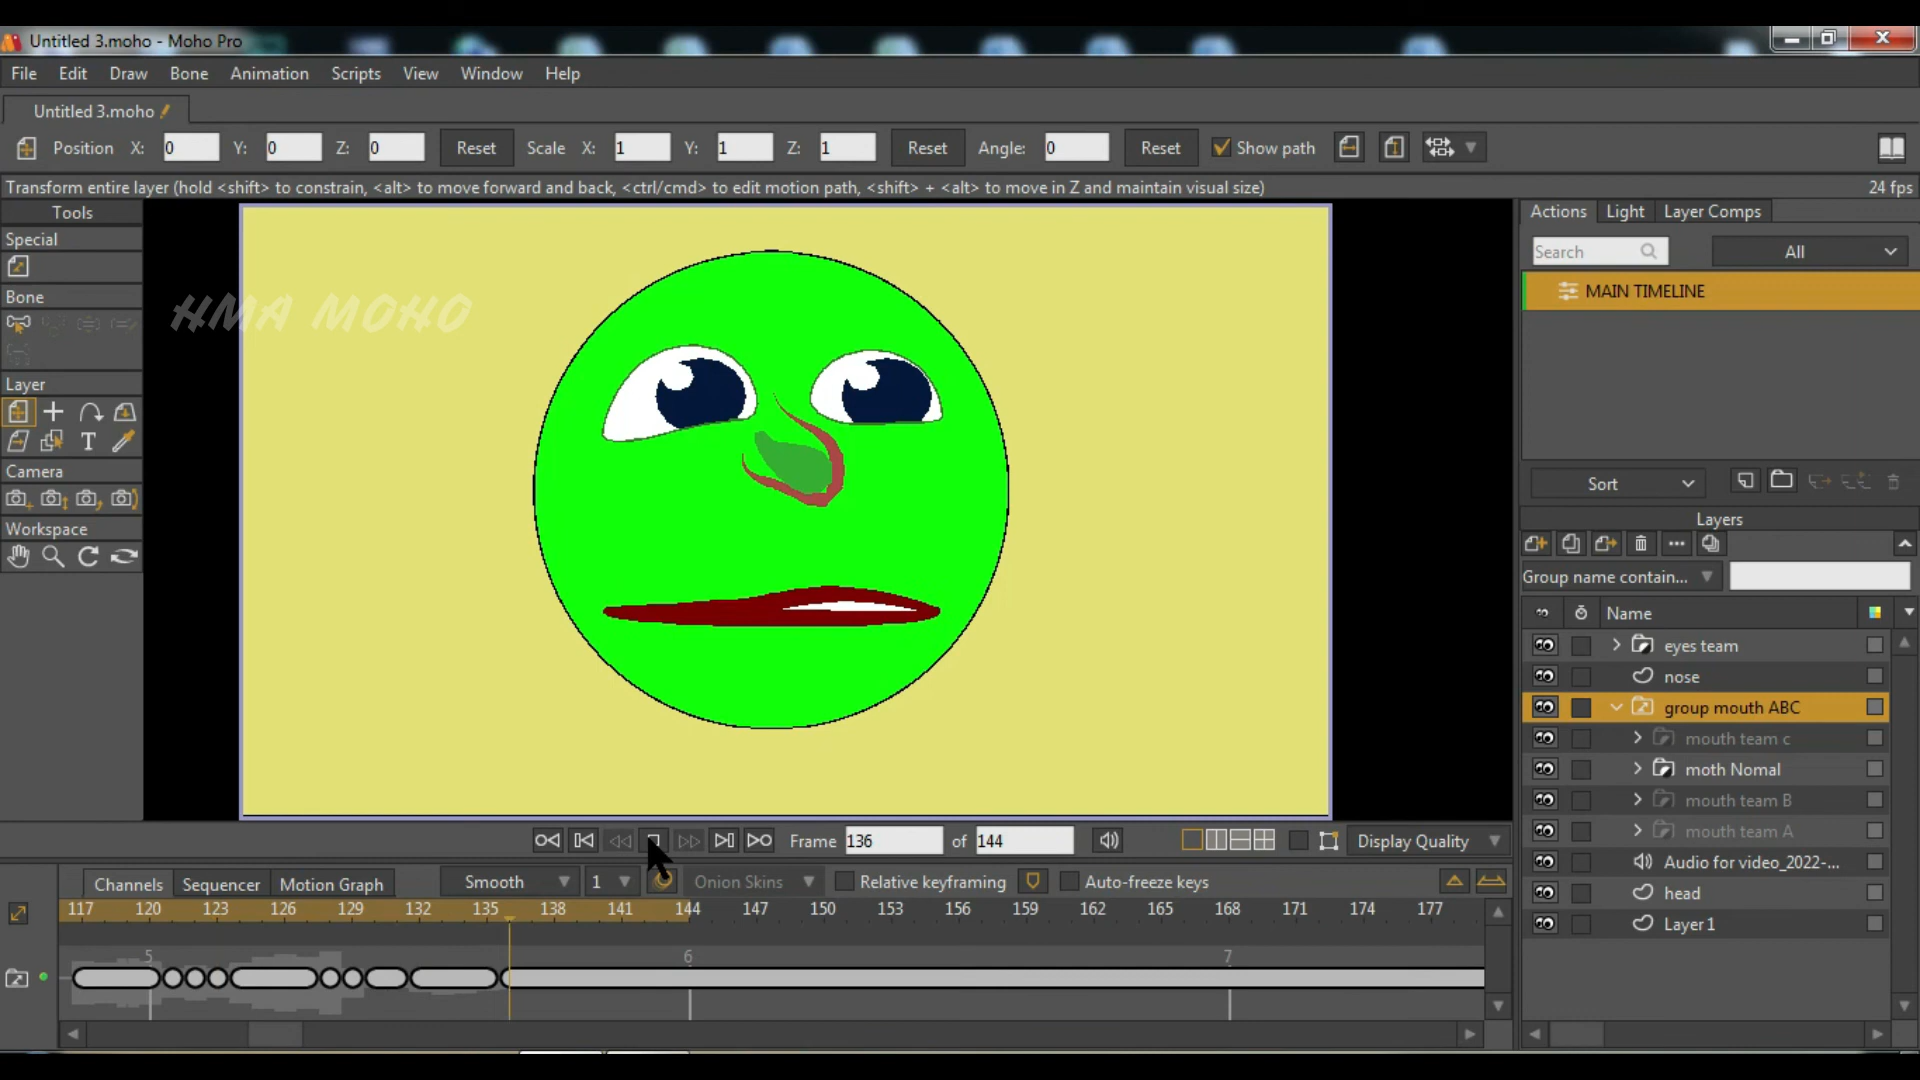 Untitled 3.moho - Moho Pro
File Edit Draw Bone Animation Scripts View Window Help
Untitled 3.moho
Position X: 0 Y: 0 Z: 0 Reset Scale X: 1 Y: 1 Z: 1 Reset Angle: 0 Reset Show path
Transform entire layer (hold <shift> to constrain, <alt> to move forward and back, <ctrl/cmd> to edit motion path, <shift> + <alt> to move in Z and maintain visual size) 24 fps
Tools
Special
Bone
Layer
T
Camera
Workspace
HMA MOHO
Actions Light Layer Comps
Search All
MAIN TIMELINE
Sort
Layers
Group name contain...
Name
eyes team
nose
group mouth ABC
mouth team c
moth Nomal
mouth team B
mouth team A
Audio for video_2022-...
head
Layer1
Frame 136 of 144 Display Quality
Channels Sequencer Motion Graph Smooth 1 Onion Skins Relative keyframing Auto-freeze keys
117 120 123 126 129 132 135 138 141 144 147 150 153 156 159 162 165 168 171 174 177
5 6 7